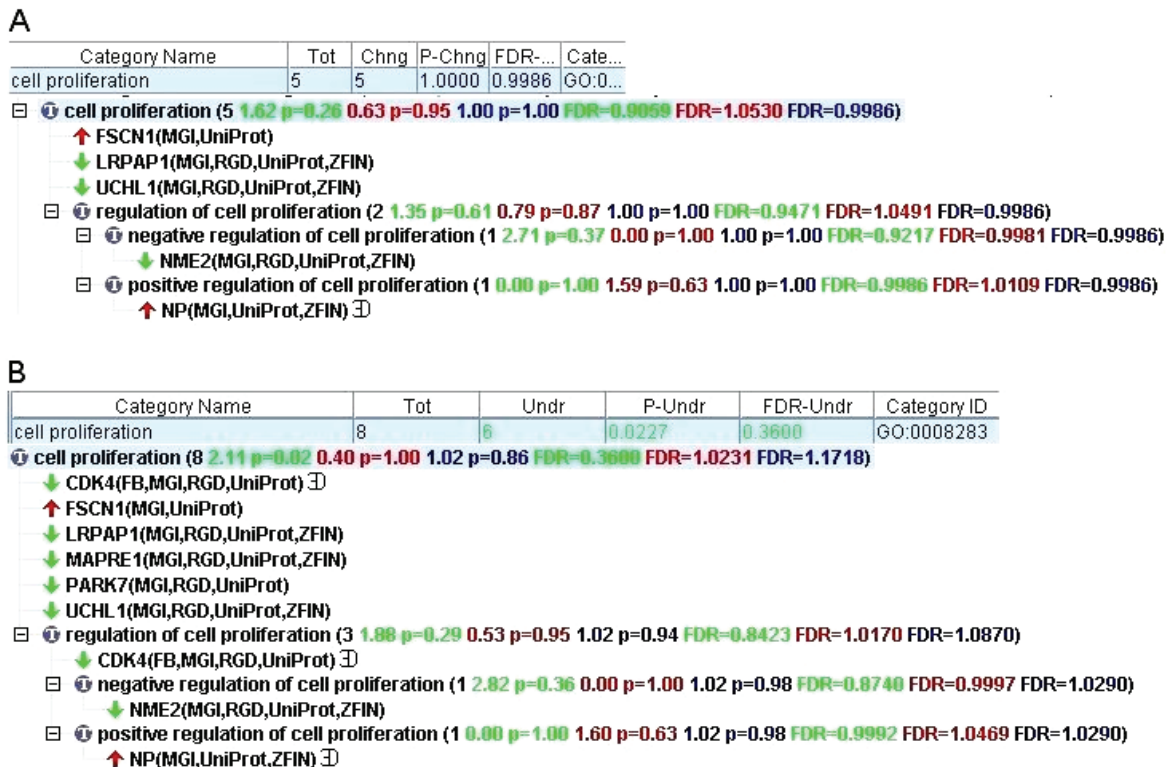 A
Category Name Tot Chng P-Chng FDR-... Cate...
cell proliferation 5 5 1.0000 0.9986 GO:0...
cell proliferation (5 1.62 p=0.26 0.63 p=0.95 1.00 p=1.00 FDR=0.9059 FDR=1.0530 FDR=0.9986)
FSCN1(MGI,UniProt)
LRPAP1(MGI,RGD,UniProt,ZFIN)
UCHL1(MGI,RGD,UniProt,ZFIN)
regulation of cell proliferation (2 1.35 p=0.61 0.79 p=0.87 1.00 p=1.00 FDR=0.9471 FDR=1.0491 FDR=0.9986)
negative regulation of cell proliferation (1 2.71 p=0.37 0.00 p=1.00 1.00 p=1.00 FDR=0.9217 FDR=0.9981 FDR=0.9986)
NME2(MGI,RGD,UniProt,ZFIN)
positive regulation of cell proliferation (1 0.00 p=1.00 1.59 p=0.63 1.00 p=1.00 FDR=0.9986 FDR=1.0109 FDR=0.9986)
NP(MGI,UniProt,ZFIN)
B
Category Name Tot Undr P-Undr FDR-Undr Category ID
cell proliferation 8 6 0.0227 0.3600 GO:0008283
cell proliferation (8 2.11 p=0.02 0.40 p=1.00 1.02 p=0.86 FDR=0.3600 FDR=1.0231 FDR=1.1718)
CDK4(FB,MGI,RGD,UniProt)
FSCN1(MGI,UniProt)
LRPAP1(MGI,RGD,UniProt,ZFIN)
MAPRE1(MGI,RGD,UniProt,ZFIN)
PARK7(MGI,RGD,UniProt)
UCHL1(MGI,RGD,UniProt,ZFIN)
regulation of cell proliferation (3 1.88 p=0.29 0.53 p=0.95 1.02 p=0.94 FDR=0.8423 FDR=1.0170 FDR=1.0870)
CDK4(FB,MGI,RGD,UniProt)
negative regulation of cell proliferation (1 2.82 p=0.36 0.00 p=1.00 1.02 p=0.98 FDR=0.8740 FDR=0.9997 FDR=1.0290)
NME2(MGI,RGD,UniProt,ZFIN)
positive regulation of cell proliferation (1 0.00 p=1.00 1.60 p=0.63 1.02 p=0.98 FDR=0.9992 FDR=1.0469 FDR=1.0290)
NP(MGI,UniProt,ZFIN)